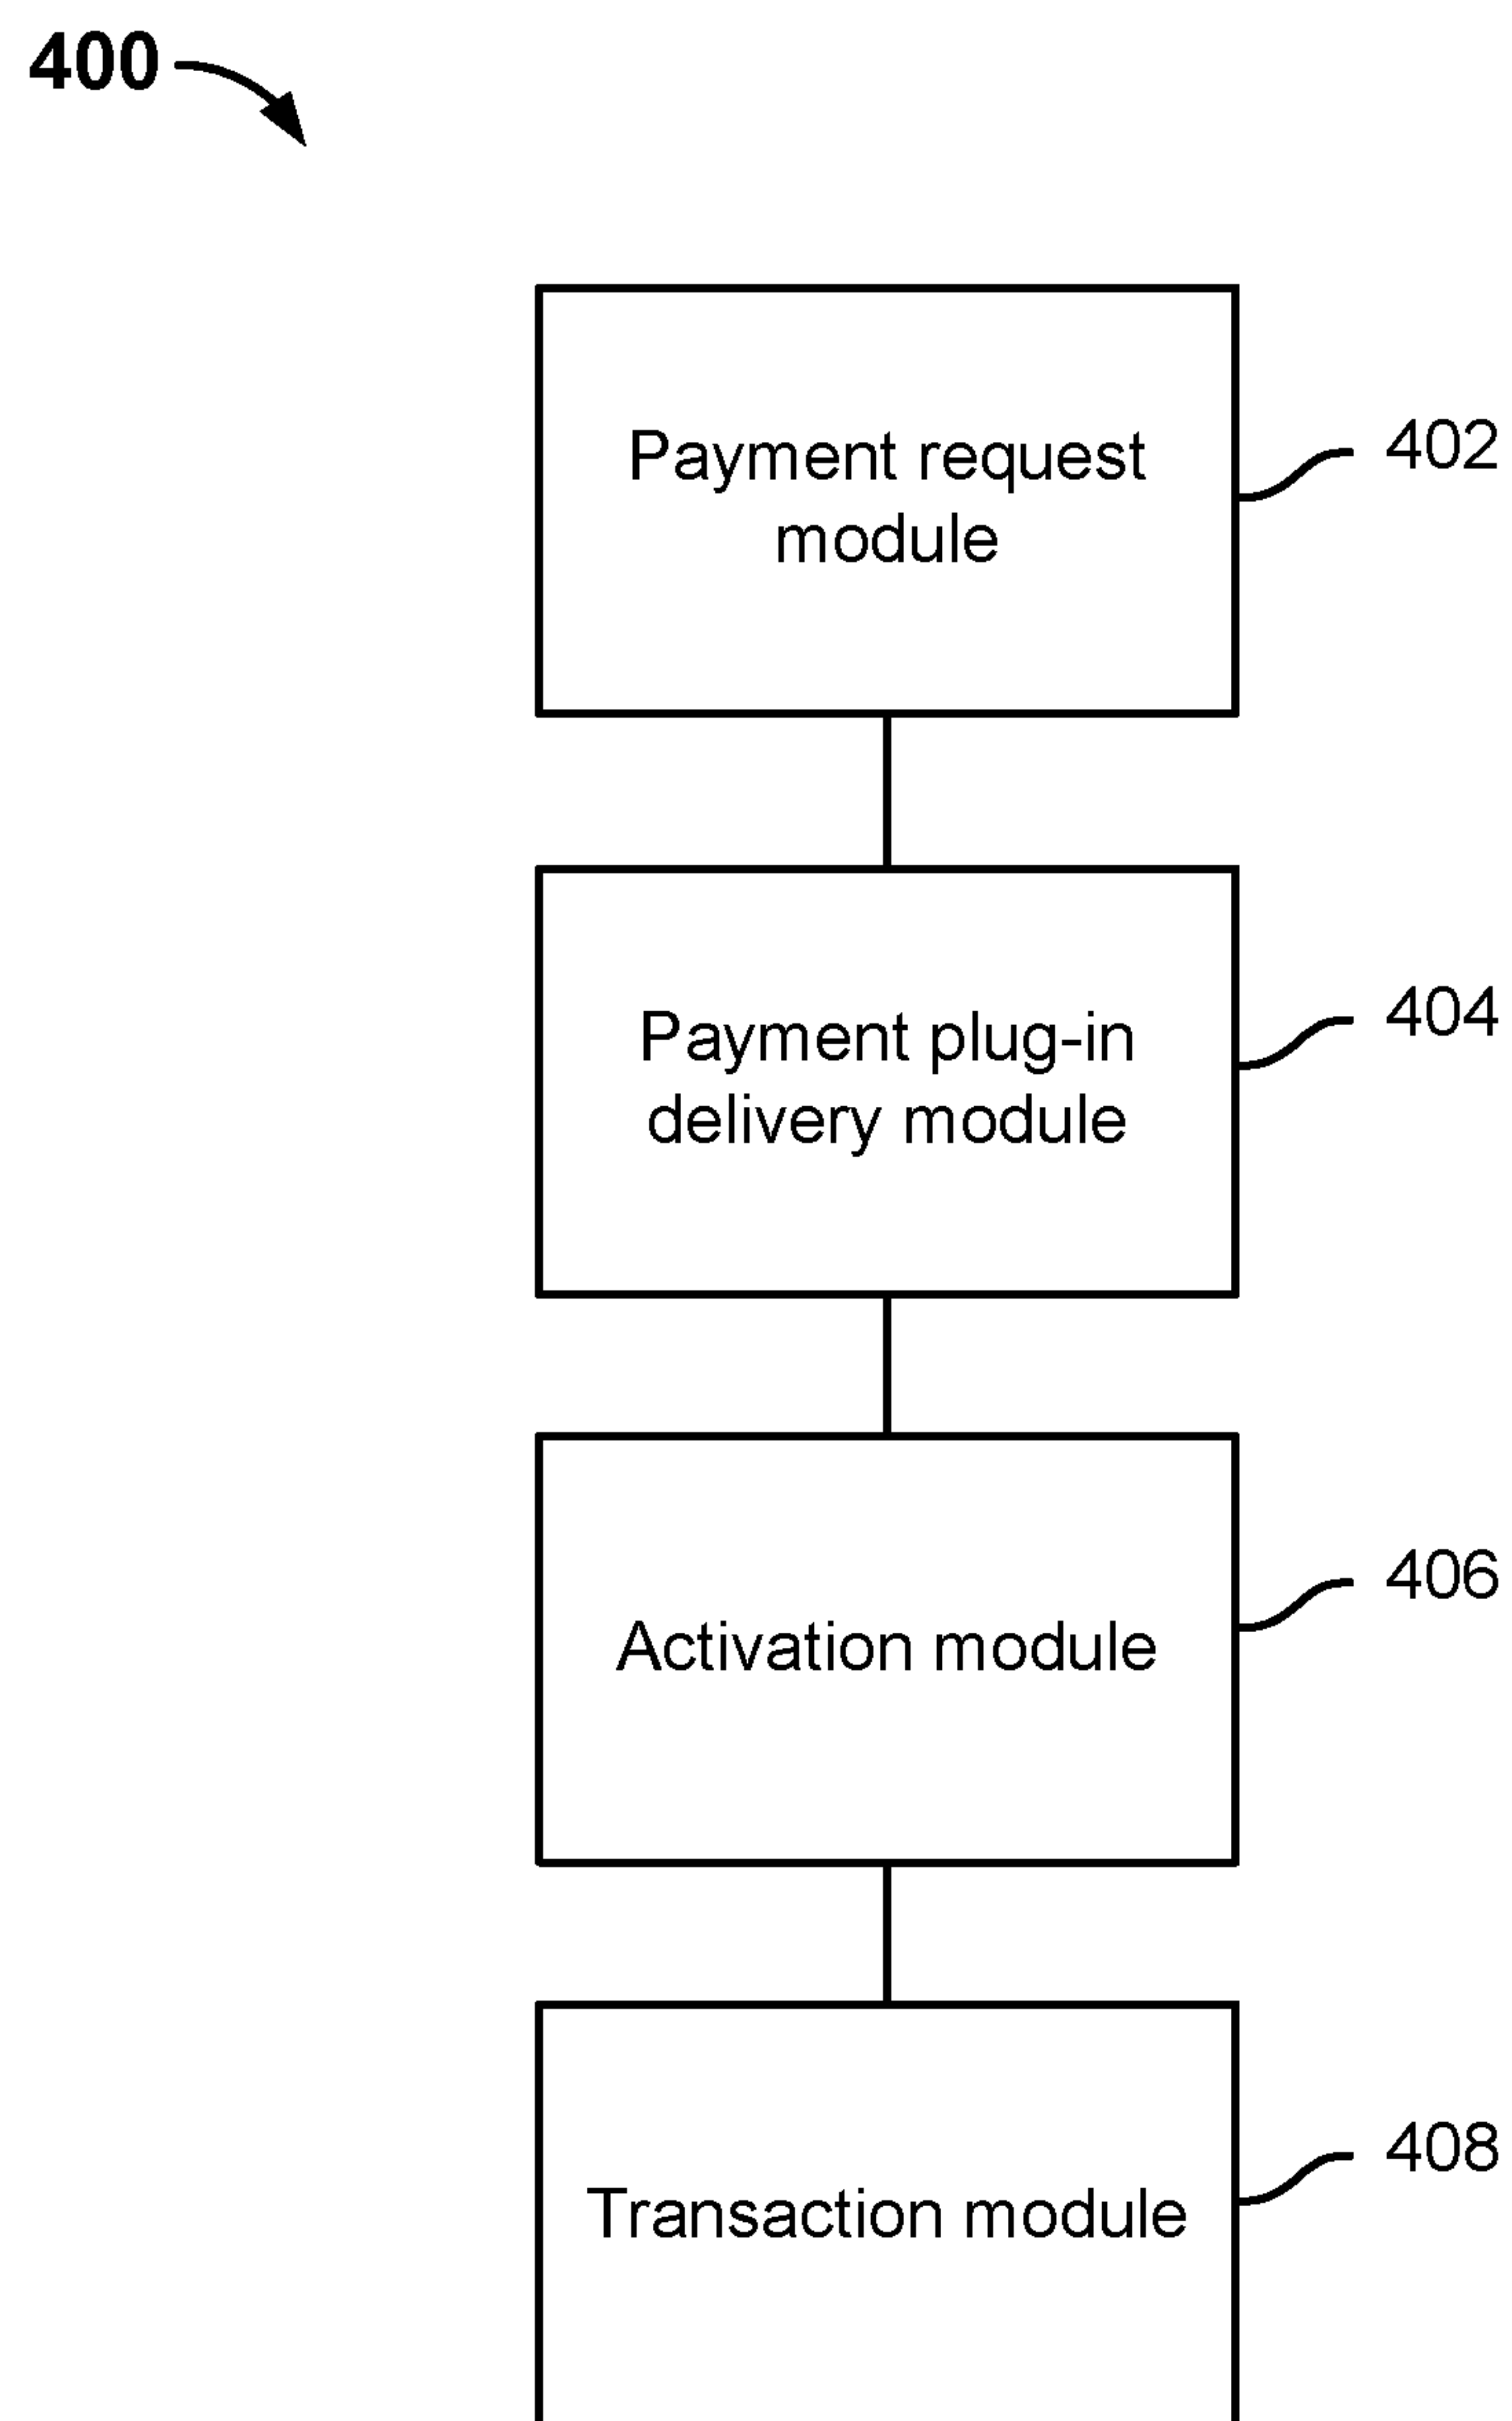 400
Payment request
module
402
Payment plug-in
delivery module
404
Activation module
406
Transaction module
408